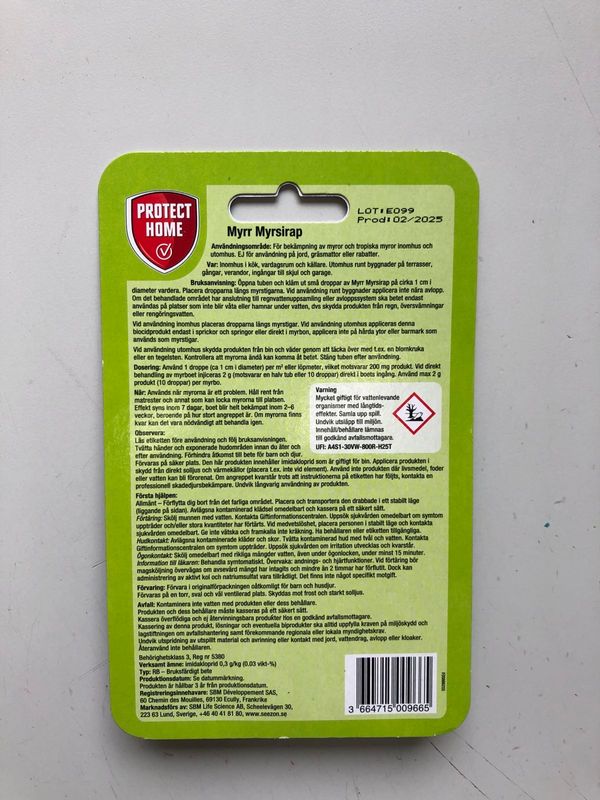 PROTECT
HOME
LOT:E099
Prod:02/2025
Myrr Myrsirap
Användningsområde: För bekämpning av myror och tropiska myror inomhus och
utomhus. Ej för användning på jord, gräsmattor eller rabatter.
Var: Inomhus i kök, vardagsrum och källare. Utomhus runt byggnader på terrasser,
gångar, verandor, ingångar till skjul och garage.
Bruksanvisning: Öppna tuben och kläm ut små droppar av Myrr Myrsirap på cirka 1 cm i
diameter vardera. Placera dropparna längs myrstigarna. Vid användning runt byggnader applicera inte nära avlopp.
Om det behandlade området har anslutning till regnvattenuppsamling eller avloppssystem ska betet endast
användas på platser som inte blir våta eller hamnar under vatten, dvs skydda produkten från regn, översvämningar
eller rengöringsvatten.
Vid användning inomhus placeras dropparna längs myrstigar. Vid användning utomhus appliceras denna
biocidprodukt endast i sprickor och springor eller direkt i myrbon, applicera inte på hårda ytor eller barmark som
används som myrstigar.
Vid användning utomhus skydda produkten från bin och väder genom att täcka över med t.ex. en blomkruka
eller en tegelsten. Kontrollera att myrorna ändå kan komma åt betet. Stäng tuben efter användning.
Dosering: Använd 1 droppe (ca 1 cm i diameter) per m² eller löpmeter, vilket motsvarar 200 mg produkt. Vid direkt
behandling av myrboet appliceras 2 g (motsvarar en halv tub eller 10 droppar) direkt i boets ingång. Använd max 2 g
produkt (10 droppar) per myrbo.
När: Används när myrorna är ett problem. Håll rent från
matrester och annat som kan locka myrorna till platsen.
Effekt syns inom 7 dagar, boet blir helt bekämpat inom 2–6
veckor, beroende på hur stort angreppet är. Om myrorna finns
kvar kan det vara nödvändigt att behandla igen.
Varning
Mycket giftigt för vattenlevande
organismer med långtids-
effekter. Samla upp spill.
Undvik utsläpp till miljön.
Innehåll/behållare lämnas
till godkänd avfallsmottagare.
UFI: A4S1-30VW-800R-H25T
Observera:
Läs etiketten före användning och följ bruksanvisningen.
Tvätta händer och exponerade hudområden innan du äter och
efter användning. Förhindra åtkomst till bete för barn och djur.
Förvaras på säker plats. Den här produkten innehåller imidakloprid som är giftigt för bin. Applicera produkten i
skydd från direkt solljus och värmekällor (placera t.ex. inte vid element). Använd inte produkten där livsmedel, foder
eller vatten kan bli förorenat. Om angreppet kvarstår trots att instruktionerna på etiketten har följts, kontakta en
professionell skadedjursbekämpare. Undvik långvarig användning av produkten.
Första hjälpen:
Allmänt – Förflytta dig bort från det farliga området. Placera och transportera den drabbade i ett stabilt läge
(liggande på sidan). Avlägsna kontaminerad klädsel omedelbart och kassera på ett säkert sätt.
Förtäring: Skölj munnen med vatten. Kontakta Giftinformationscentralen. Uppsök sjukvården omedelbart om symtom
uppträder och/eller stora kvantiteter har förtärts. Vid medvetslöshet, placera personen i stabilt läge och kontakta
sjukvården omedelbart. Ge inte vätska och framkalla inte kräkning. Ha behållaren eller etiketten tillgängliga.
Hudkontakt: Avlägsna kontaminerade kläder och skor. Tvätta kontaminerad hud med tvål och vatten. Kontakta
Giftinformationscentralen om symptom uppträder. Uppsök sjukvården om irritation utvecklas och kvarstår.
Ögonkontakt: Skölj omedelbart med rikliga mängder vatten, även under ögonlocken, under minst 15 minuter.
Information till läkaren: Behandla symtomatiskt. Övervaka: andnings- och hjärtfunktioner. Vid förtäring bör
magsköljning övervägas om avsevärd mängd har intagits och mindre än 2 timmar har förflutit. Dock kan
administrering av aktivt kol och natriumsulfat vara tillrådligt. Det finns inte något specifikt motgift.
Förvaring: Förvara i originalförpackningen oåtkomligt för barn och husdjur.
Förvaras på en torr, sval och väl ventilerad plats. Skyddas mot frost och starkt solljus.
Avfall: Kontaminera inte vatten med produkten eller dess behållare.
Produkten och dess behållare måste kasseras på ett säkert sätt.
Kassera överflödiga och ej återvinningsbara produkter hos en godkänd avfallsmottagare.
Kassering av denna produkt, lösningar och eventuella biprodukter ska alltid uppfylla kraven på miljöskydd och
lagstiftningen om avfallshantering samt förekommande regionala eller lokala myndighetskrav.
Undvik utspridning av utspillt material och avrinning eller kontakt med jord, vattendrag, avlopp eller kloaker.
Återanvänd inte behållaren.
Behörighetsklass 3, Reg nr 5380
Verksamt ämne: imidakloprid 0,3 g/kg (0.03 vikt-%)
Typ: RB – Bruksfärdigt bete
Produktionsdatum: Se datummärkning.
Produkten är hållbar 3 år från produktionsdatum.
Registreringsinnehavare: SBM Développement SAS,
60 Chemin des Mouilles, 69130 Ecully, Frankrike
Marknadsförs av: SBM Life Science AB, Scheelevägen 30,
223 63 Lund, Sverige, +46 40 41 81 80, www.seezon.se
3 664715 009665